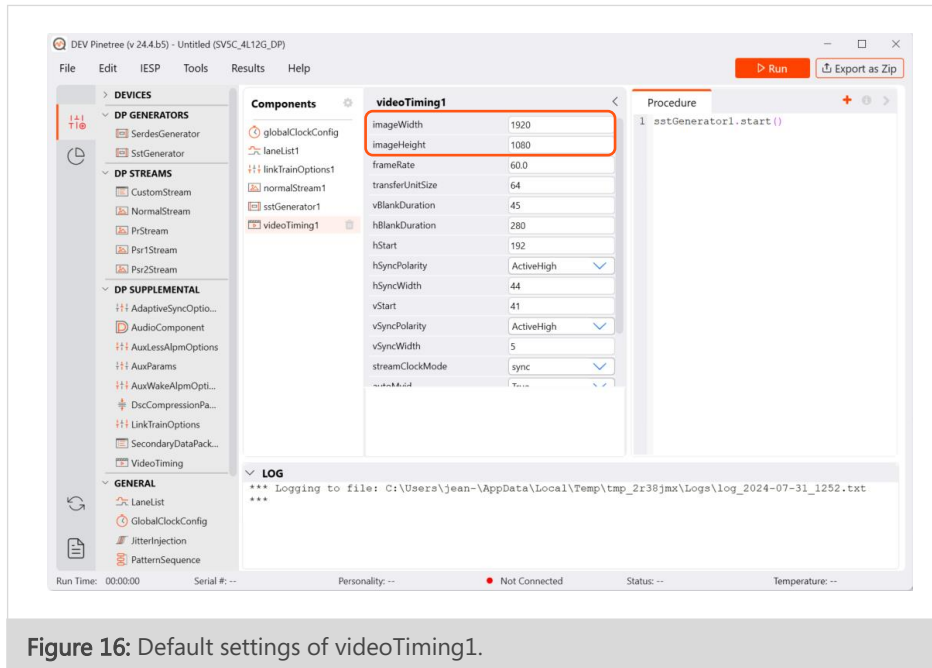 DEV Pinetree (v 24.4.b5) - Untitled (SV5C_4L12G_DP)
File Edit IESP Tools Results Help
Run Export as Zip
DEVICES
DP GENERATORS
SerdesGenerator
SstGenerator
DP STREAMS
CustomStream
NormalStream
PrStream
Psr1Stream
Psr2Stream
DP SUPPLEMENTAL
AdaptiveSyncOptio...
AudioComponent
AuxLessAlpmOptions
AuxParams
AuxWakeAlpmOpti...
DscCompressionPa...
LinkTrainOptions
SecondaryDataPack...
VideoTiming
GENERAL
LaneList
GlobalClockConfig
JitterInjection
PatternSequence
Components
globalClockConfig
laneList1
linkTrainOptions1
normalStream1
sstGenerator1
videoTiming1
videoTiming1
imageWidth 1920
imageHeight 1080
frameRate 60.0
transferUnitSize 64
vBlankDuration 45
hBlankDuration 280
hStart 192
hSyncPolarity ActiveHigh
hSyncWidth 44
vStart 41
vSyncPolarity ActiveHigh
vSyncWidth 5
streamClockMode sync
autoMvid True
Procedure
1 sstGenerator1.start()
LOG
*** Logging to file: C:\Users\jean-\AppData\Local\Temp\tmp_2r38jmx\Logs\log_2024-07-31_1252.txt
***
Run Time: 00:00:00 Serial #: -- Personality: -- Not Connected Status: -- Temperature: --
Figure 16: Default settings of videoTiming1.